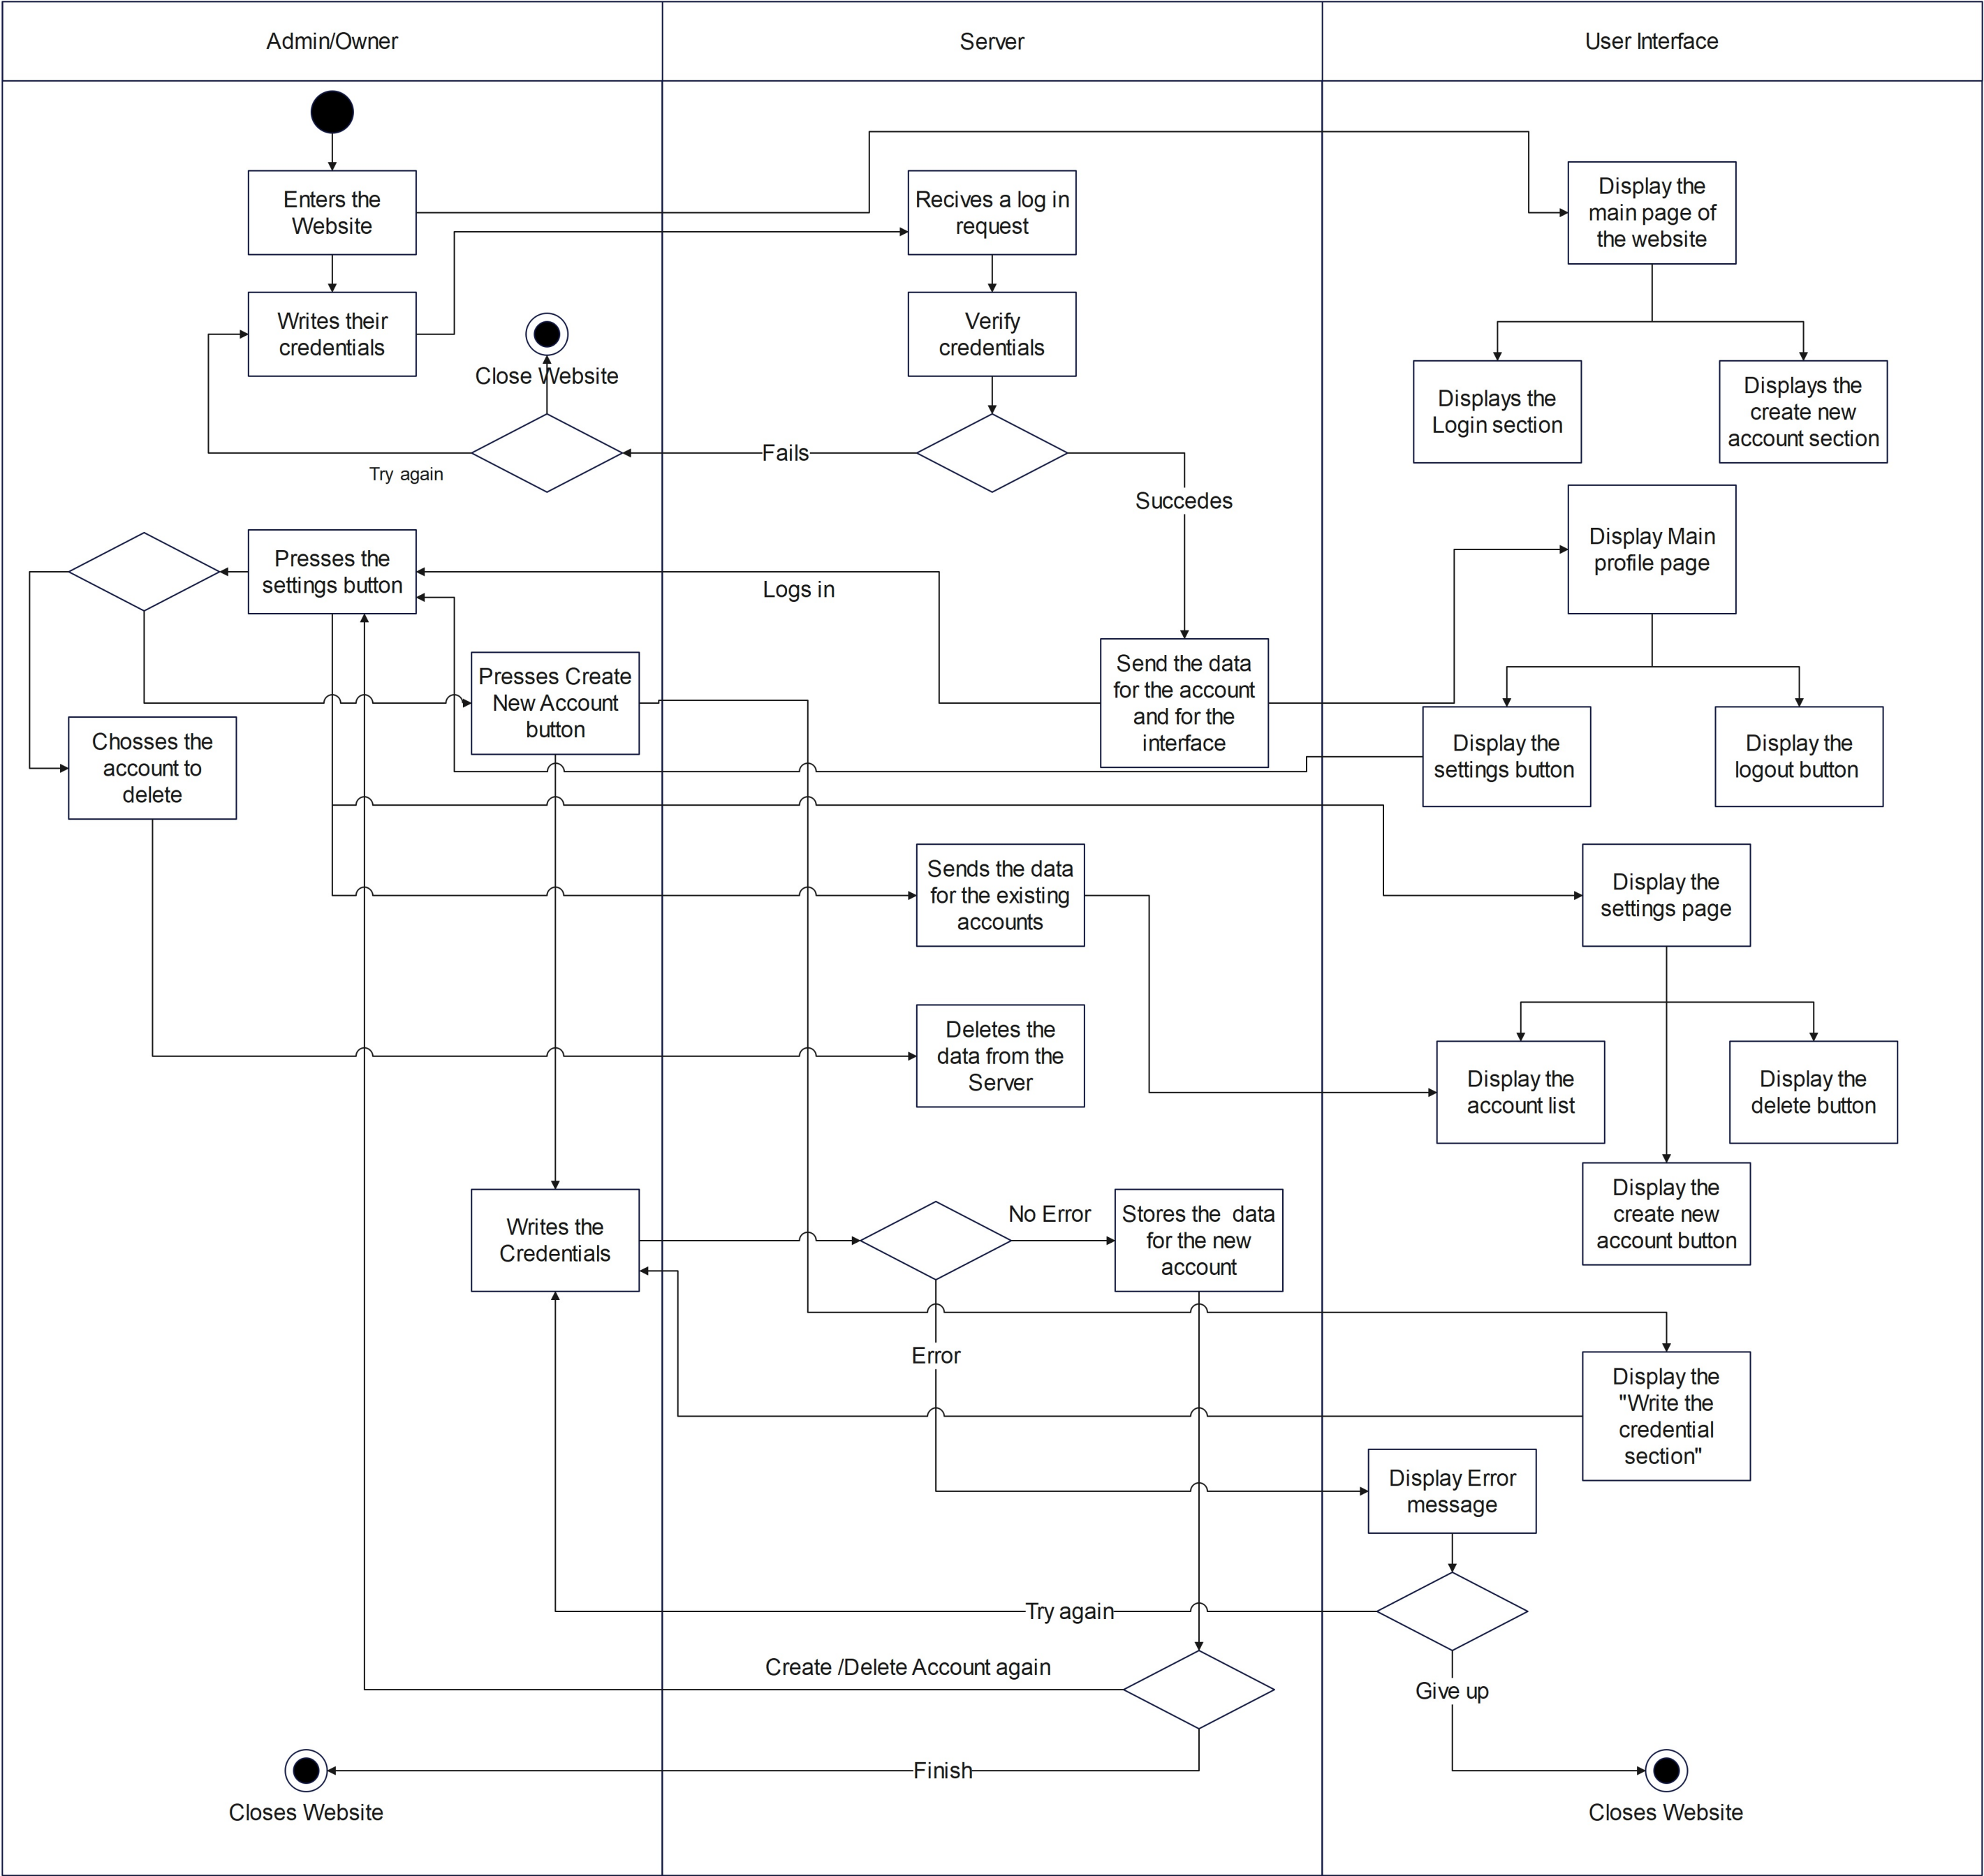 Admin/Owner
Server
User Interface
Enters the
Website
Recives a log in
request
Display the
main page of
the website
Writes their
credentials
Close Website
Verify
credentials
Displays the
Login section
Displays the
create new
account section
Fails
Try again
Succedes
Presses the
settings button
Logs in
Display Main
profile page
Presses Create
New Account
button
Send the data
for the account
and for the
interface
Chosses the
account to
delete
Display the
settings button
Display the
logout button
Sends the data
for the existing
accounts
Display the
settings page
Deletes the
data from the
Server
Display the
account list
Display the
delete button
Display the
create new
account button
Writes the
Credentials
No Error
Stores the  data
for the new
account
Error
Display the
"Write the
credential
section"
Display Error
message
Try again
Create /Delete Account again
Give up
Finish
Closes Website
Closes Website